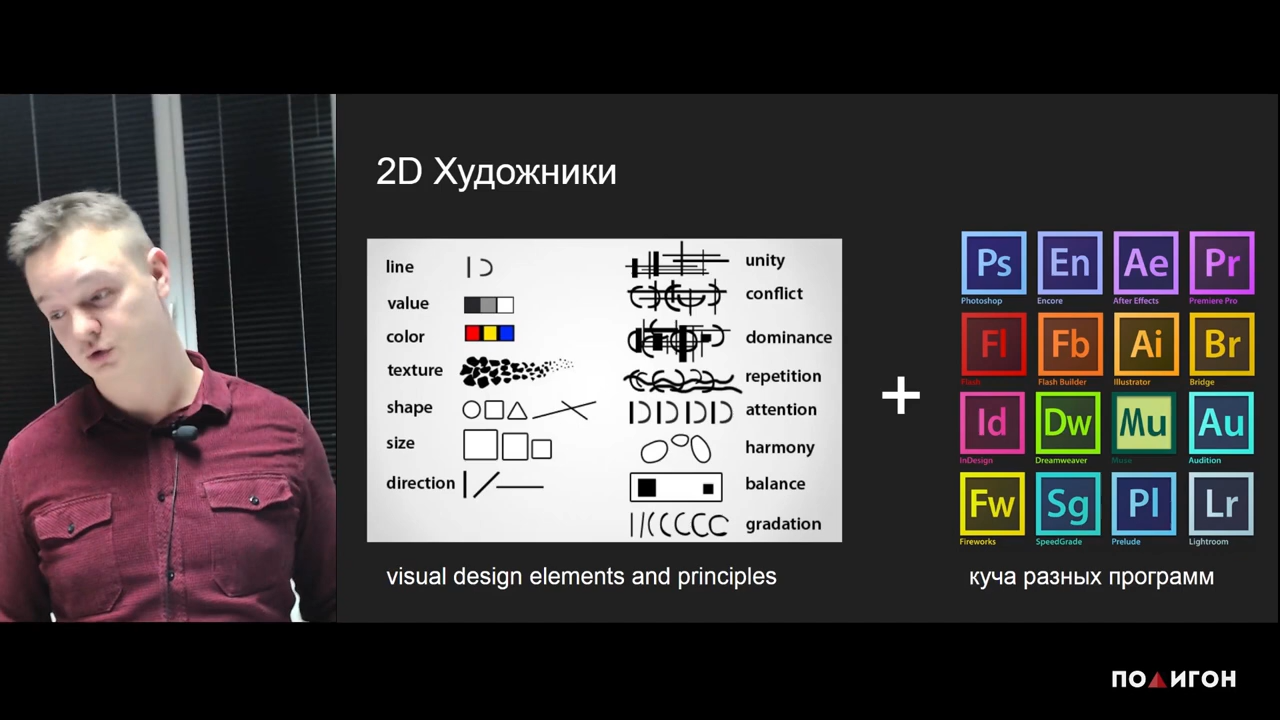 2D Художники
line
value
color
texture
shape
size
direction
unity
conflict
dominance
repetition
attention
harmony
balance
gradation
visual design elements and principles
+
Ps En Ae Pr
Photoshop Encore After Effects Premiere Pro
Fl Fb Ai Br
Flash Flash Builder Illustrator Bridge
Id Dw Mu Au
InDesign Dreamweaver Muse Audition
Fw Sg Pl Lr
Fireworks SpeedGrade Prelude Lightroom
куча разных программ
ПОЛИГОН